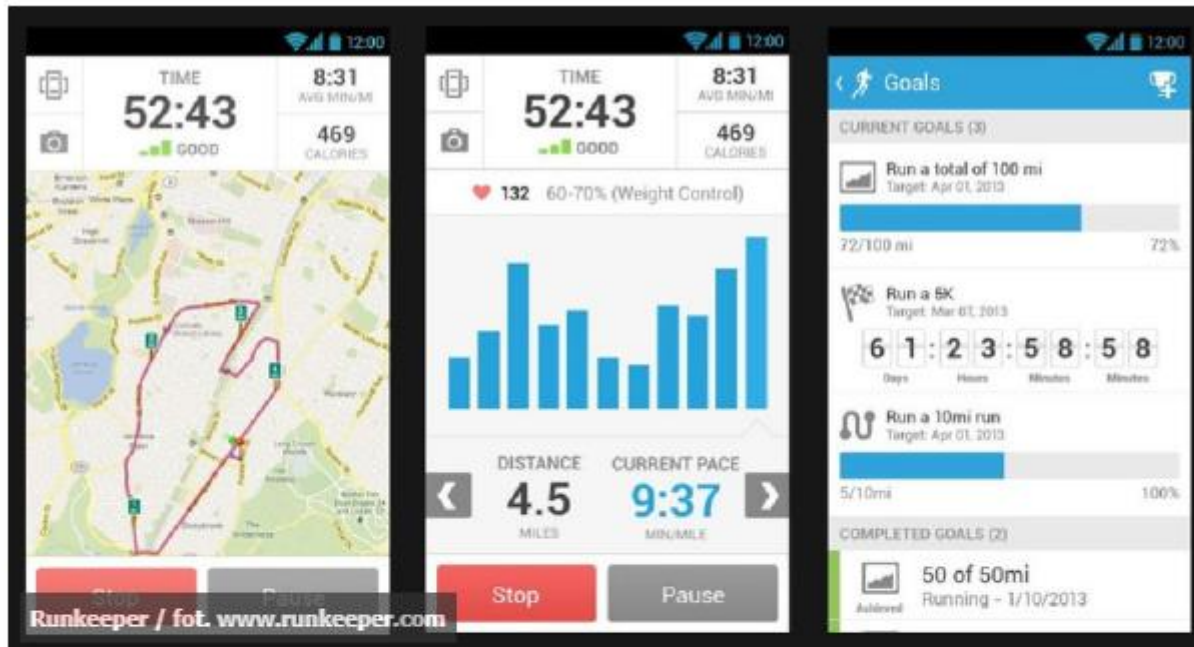 12:00
TIME
52:43
GOOD
8:31
AVG MIN/MI
469
CALORIES
Stop
Pause
Runkeeper / fot. www.runkeeper.com
12:00
TIME
52:43
GOOD
8:31
AVG MIN/MI
469
CALORIES
132 60-70% (Weight Control)
DISTANCE
4.5
MILES
CURRENT PACE
9:37
MIN/MILE
Stop
Pause
12:00
Goals
CURRENT GOALS (3)
Run a total of 100 mi
Target: Apr 01, 2013
72/100 mi 72%
Run a 5K
Target: Mar 07, 2013
6 1 : 2 3 : 5 8 : 5 8
Days Hours Minutes Minutes
Run a 10mi run
Target: Apr 01, 2013
5/10mi 100%
COMPLETED GOALS (2)
50 of 50mi
Running - 1/10/2013
Achieved